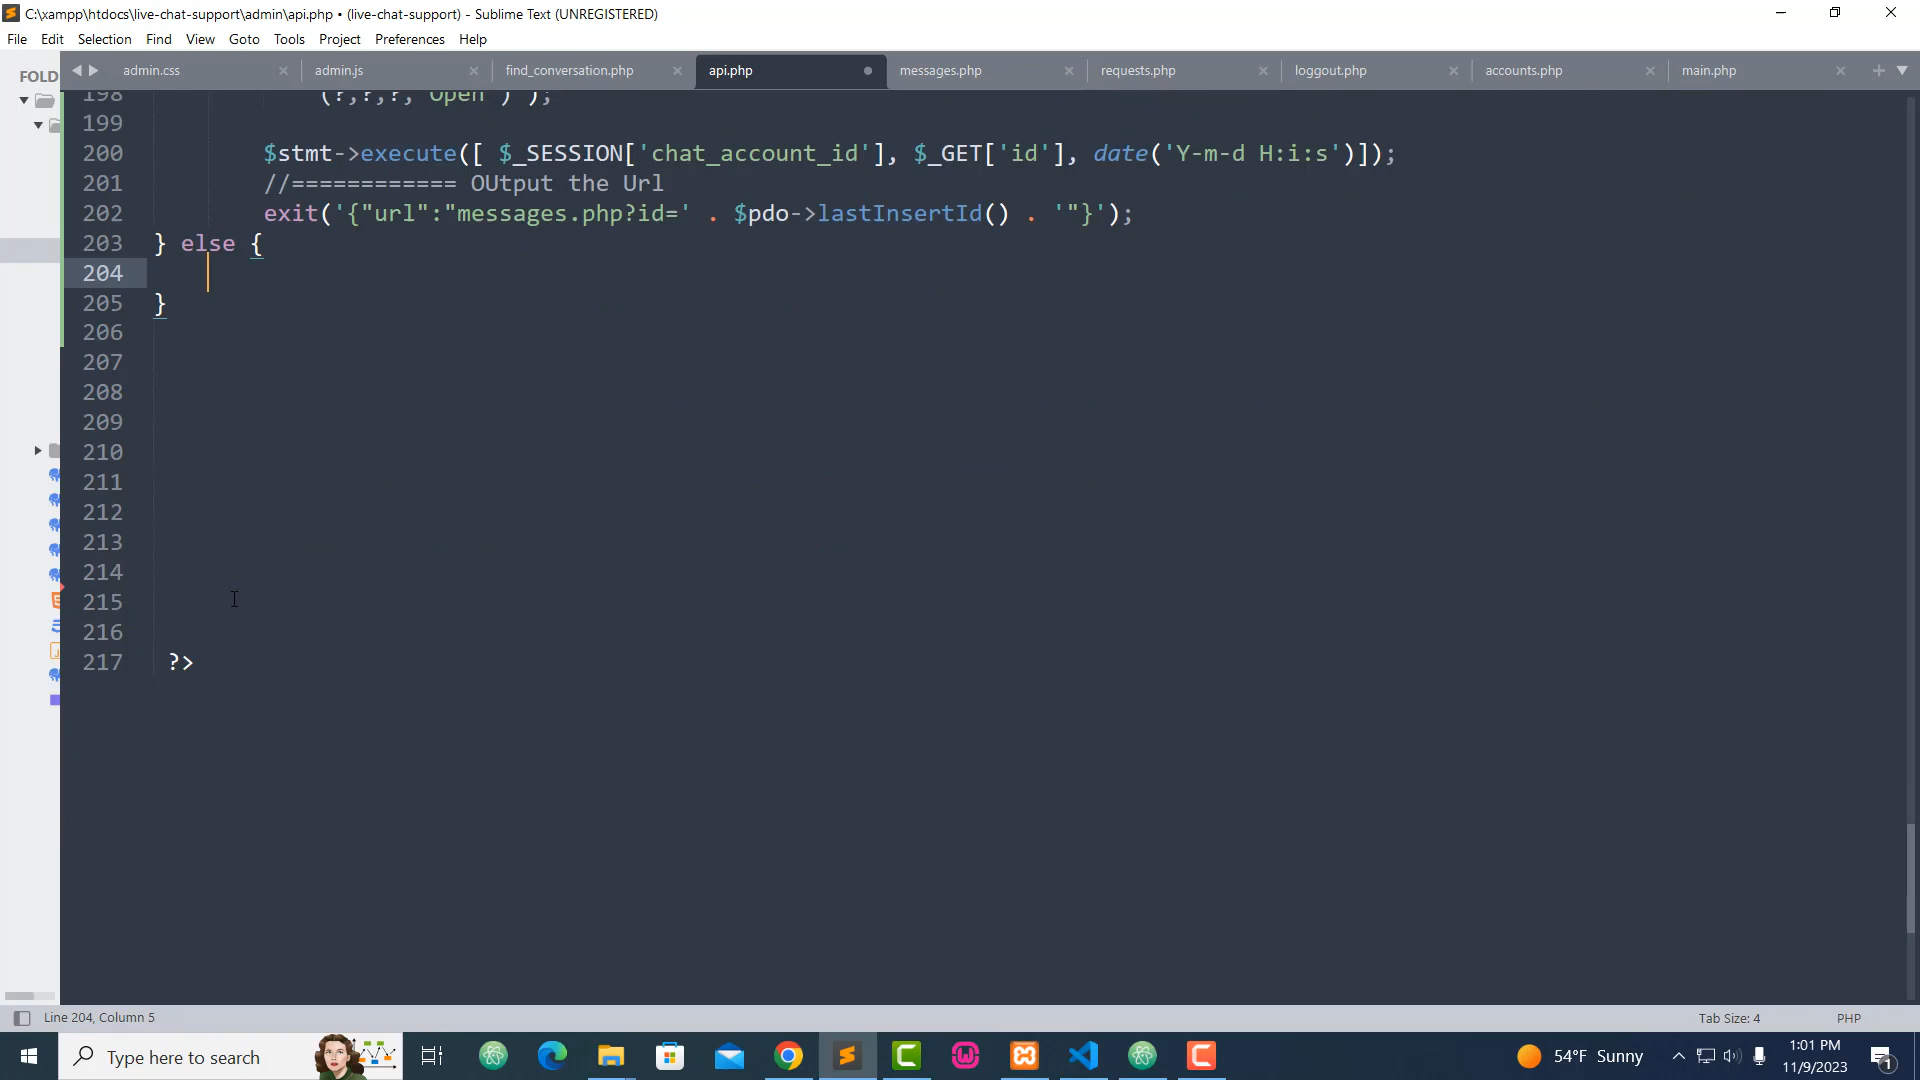 C:\xampp\htdocs\live-chat-support\admin\api.php • (live-chat-support) - Sublime Text (UNREGISTERED)
File Edit Selection Find View Goto Tools Project Preferences Help
FOLD
admin.css admin.js find_conversation.php api.php messages.php requests.php loggout.php accounts.php main.php
198 (?,?,?,"Open") ');
199
200 $stmt->execute([ $_SESSION['chat_account_id'], $_GET['id'], date('Y-m-d H:i:s')]);
201 //============ OUtput the Url
202 exit('{"url":"messages.php?id=' . $pdo->lastInsertId() . '"}');
203 } else {
204
205 }
206
207
208
209
210
211
212
213
214
215
216
217 ?>
Line 204, Column 5 Tab Size: 4 PHP
Type here to search 54°F Sunny 1:01 PM
11/9/2023 1